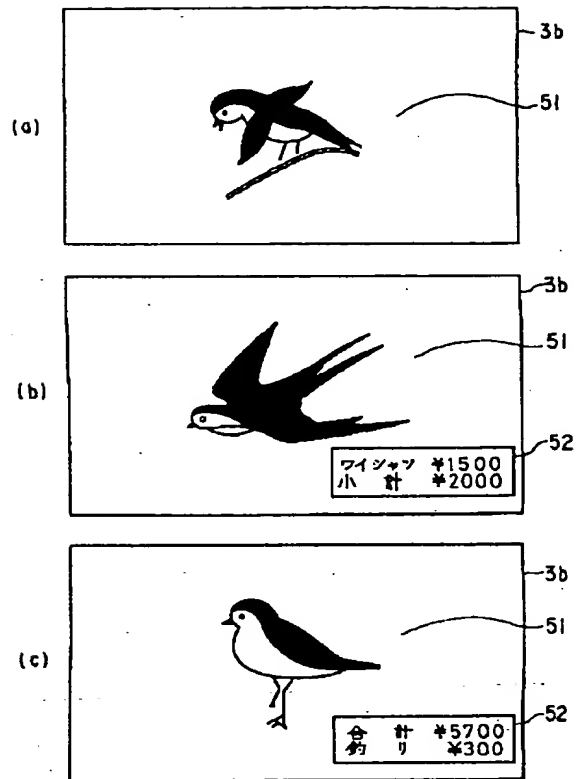 3b
(a)
51
3b
51
(b)
52
ワイシャツ ¥1500
小 計 ¥2000
3b
51
(c)
52
合 計 ¥5700
釣 り ¥300